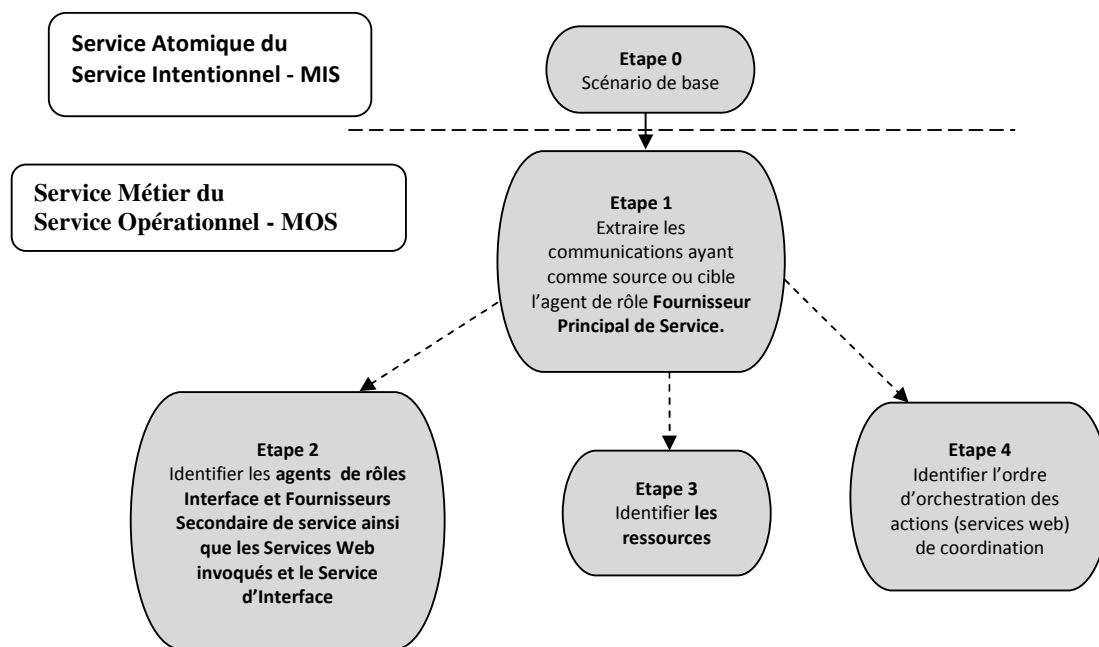 Service Atomique du
Service Intentionnel - MIS
Etape 0
Scénario de base
Service Métier du
Service Opérationnel - MOS
Etape 1
Extraire les
communications ayant
comme source ou cible
l’agent de rôle Fournisseur
Principal de Service.
Etape 2
Identifier les agents de rôles
Interface et Fournisseurs
Secondaire de service ainsi
que les Services Web
invoqués et le Service
d’Interface
Etape 3
Identifier les
ressources
Etape 4
Identifier l’ordre
d’orchestration des
actions (services web)
de coordination